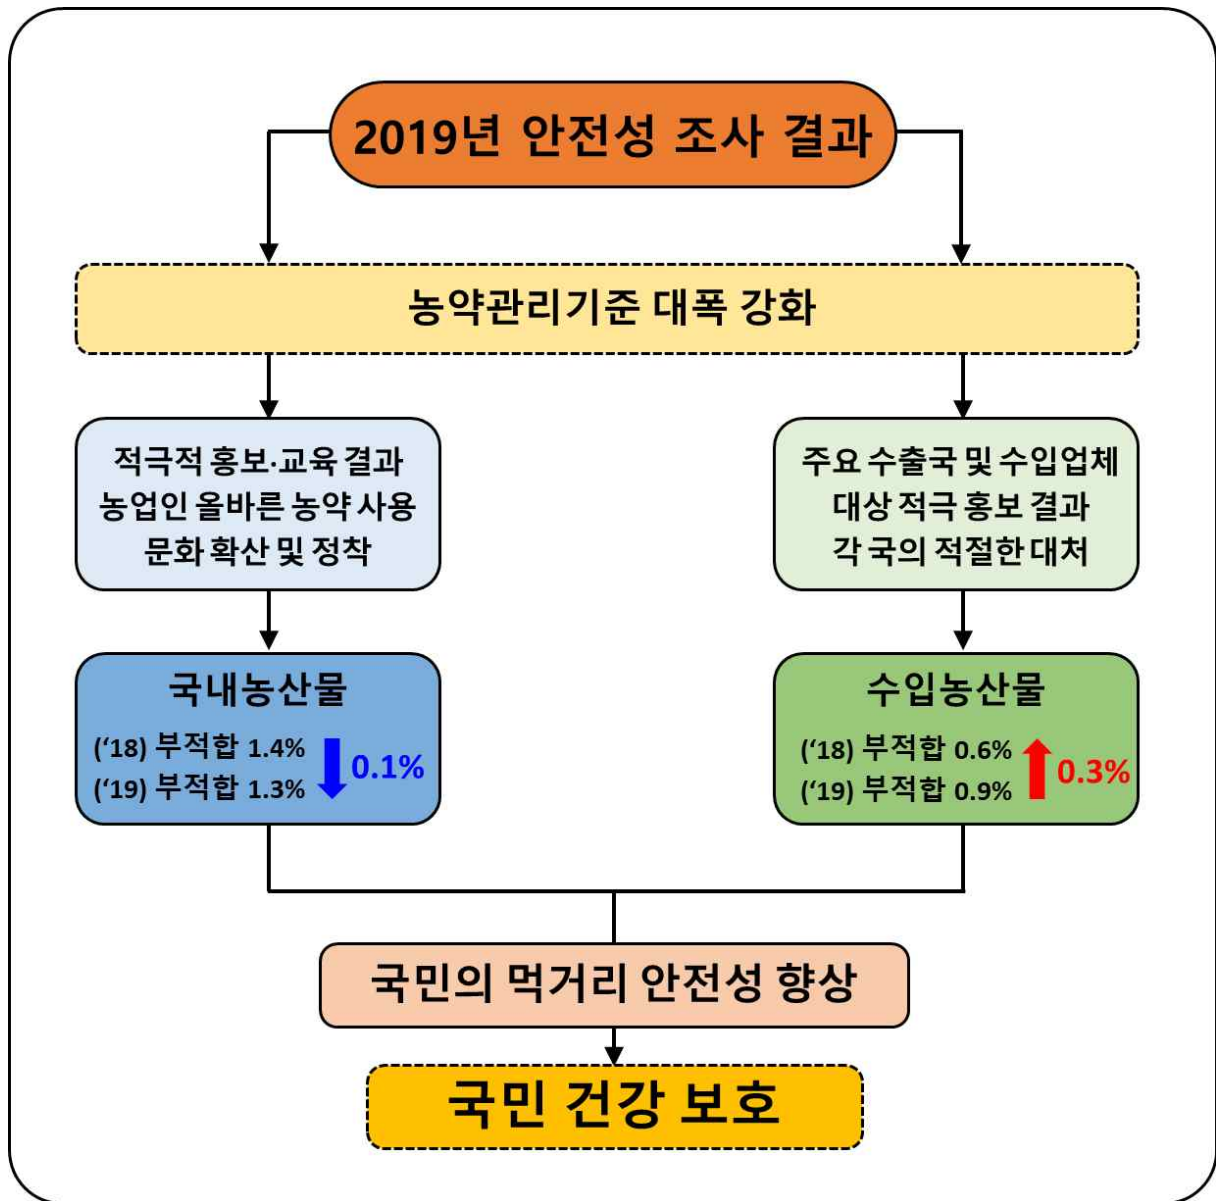 2019년 안전성 조사 결과
농약관리기준 대폭 강화
적극적 홍보·교육 결과
농업인 올바른 농약 사용
문화 확산 및 정착
주요 수출국 및 수입업체
대상 적극 홍보 결과
각 국의 적절한 대처
국내농산물
(‘18) 부적합 1.4%
(‘19) 부적합 1.3%
0.1%
수입농산물
(‘18) 부적합 0.6%
(‘19) 부적합 0.9%
0.3%
국민의 먹거리 안전성 향상
국민 건강 보호